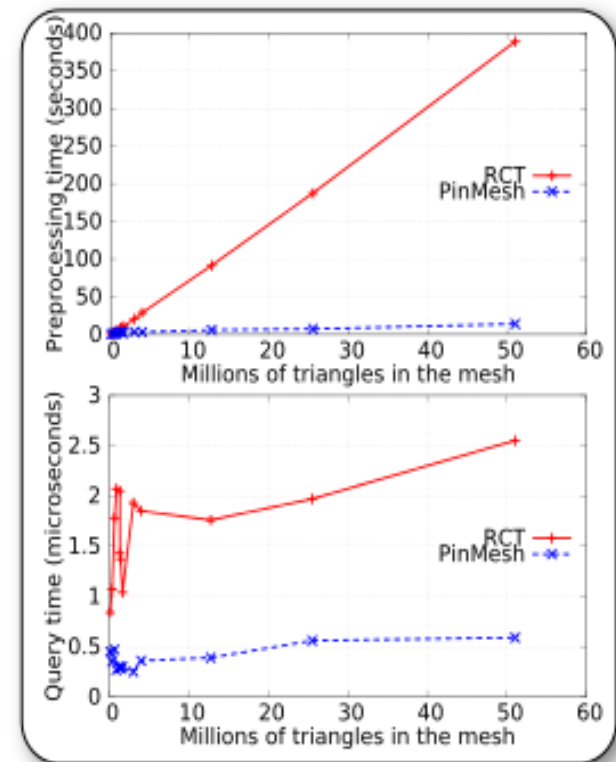 Preprocessing time (seconds)
400
350
300
250
200
150
100
50
0
RCT
PinMesh
0 10 20 30 40 50 60
Millions of triangles in the mesh
Query time (microseconds)
3
2.5
2
1.5
1
0.5
0
RCT
PinMesh
0 10 20 30 40 50 60
Millions of triangles in the mesh